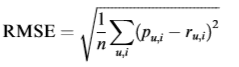 RMSE = √(1/n ∑_{u,i} (p_{u,i} − r_{u,i})²)